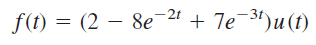 f(t) = (2 − 8e⁻²ᵗ + 7e⁻³ᵗ)u(t)